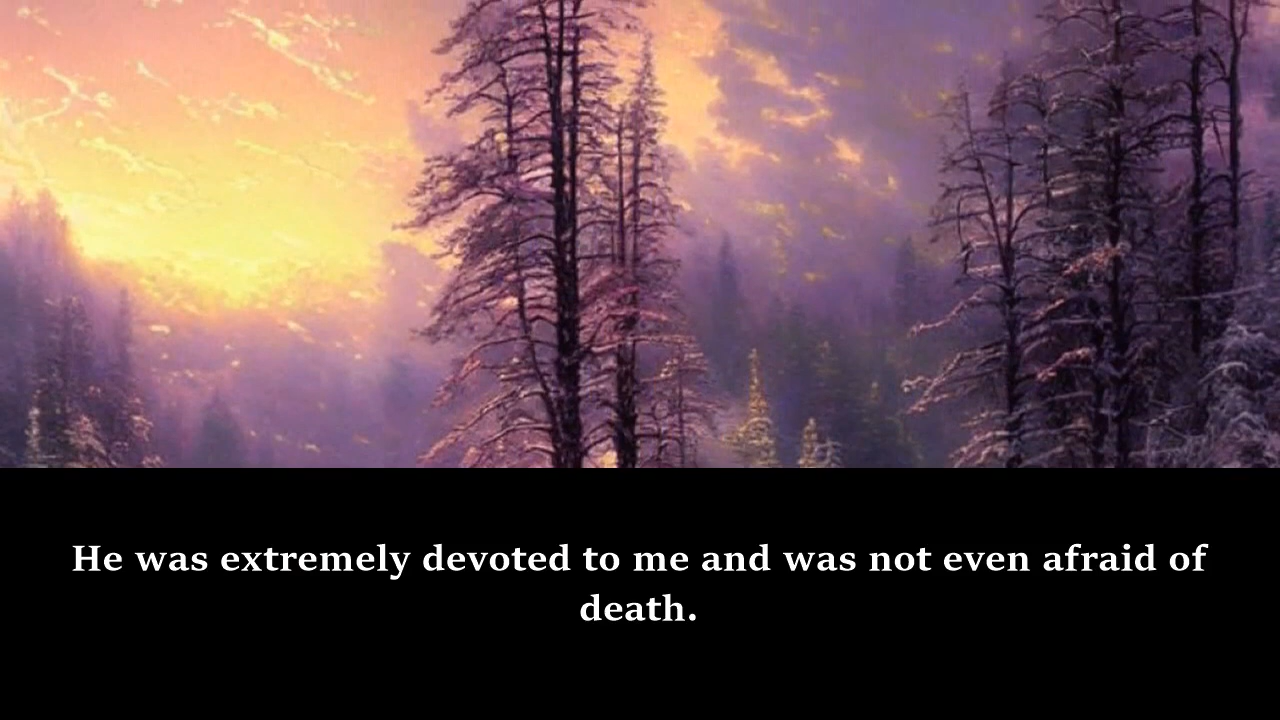 He was extremely devoted to me and was not even afraid of
death.